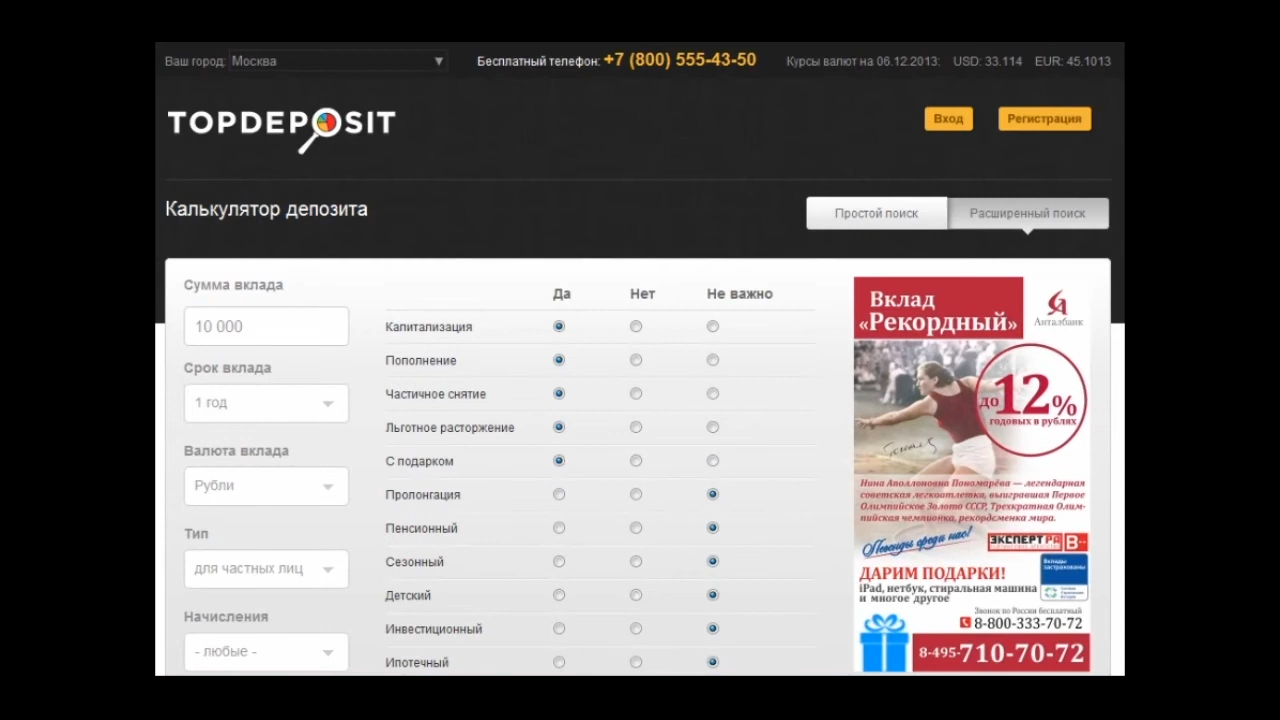 Ваш город: Москва
Бесплатный телефон: +7 (800) 555-43-50
Курсы валют на 06.12.2013: USD: 33.114 EUR: 45.1013
TOPDEPOSIT
Вход
Регистрация
Калькулятор депозита
Простой поиск
Расширенный поиск
Сумма вклада
10 000
Срок вклада
1 год
Валюта вклада
Рубли
Тип
для частных лиц
Начисления
- любые -
Да Нет Не важно
Капитализация
Пополнение
Частичное снятие
Льготное расторжение
С подарком
Пролонгация
Пенсионный
Сезонный
Детский
Инвестиционный
Ипотечный
Вклад
«Рекордный»
Анталбанк
до 12%
годовых в рублях
Нина Аполлоновна Пономарёва — легендарная
советская легкоатлетка, выигравшая Первое
Олимпийское Золото СССР, Трехкратная Олим-
пийская чемпионка, рекордсменка мира.
Легенды среди нас!
ЭКСПЕРТ РА B++
Вклады
застрахованы
ДАРИМ ПОДАРКИ!
iPad, нетбук, стиральная машина
и многое другое
Звонок по России бесплатный
8-800-333-70-72
8-495-710-70-72